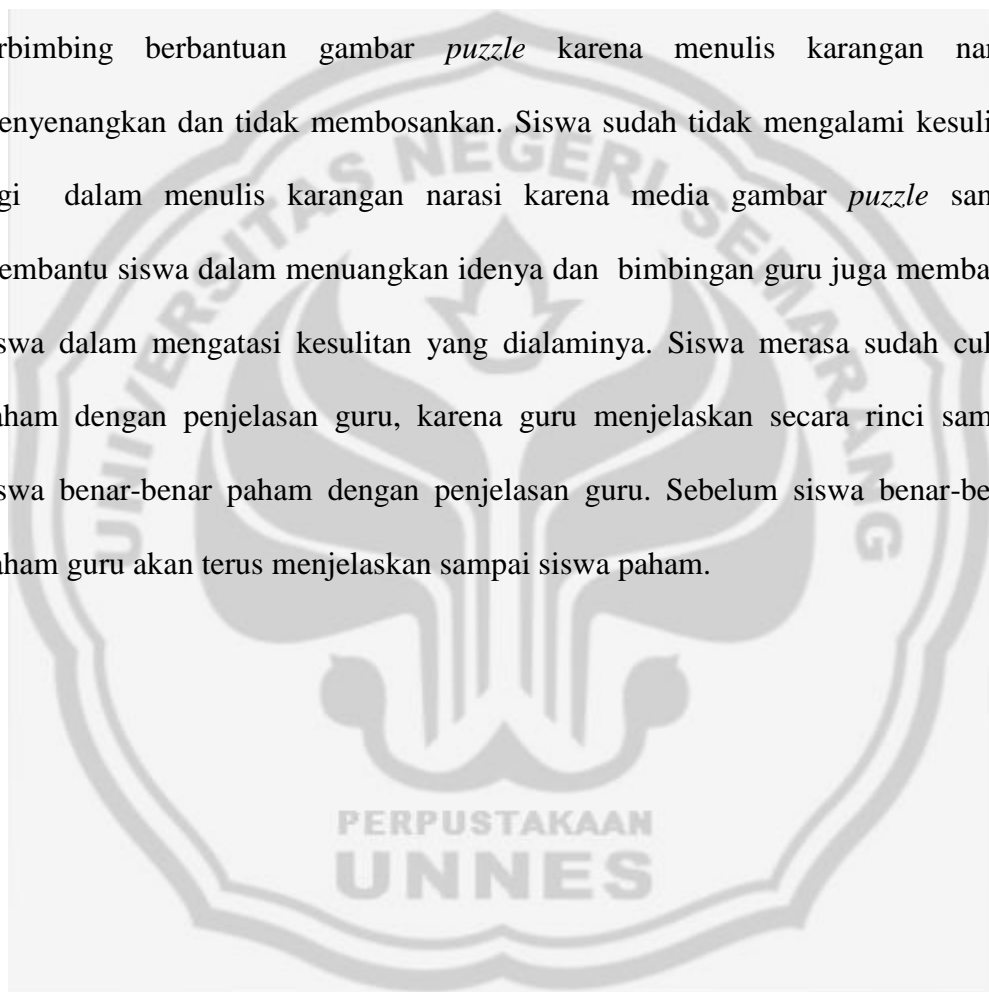 rbimbing berbantuan gambar puzzle karena menulis karangan nar
enyenangkan dan tidak membosankan. Siswa sudah tidak mengalami kesuli
gi dalam menulis karangan narasi karena media gambar puzzle san
embantu siswa dalam menuangkan idenya dan bimbingan guru juga memba
swa dalam mengatasi kesulitan yang dialaminya. Siswa merasa sudah cu
aham dengan penjelasan guru, karena guru menjelaskan secara rinci sam
swa benar-benar paham dengan penjelasan guru. Sebelum siswa benar-be
aham guru akan terus menjelaskan sampai siswa paham.
UNIVERSITAS NEGERI SEMARANG
PERPUSTAKAAN
UNNES